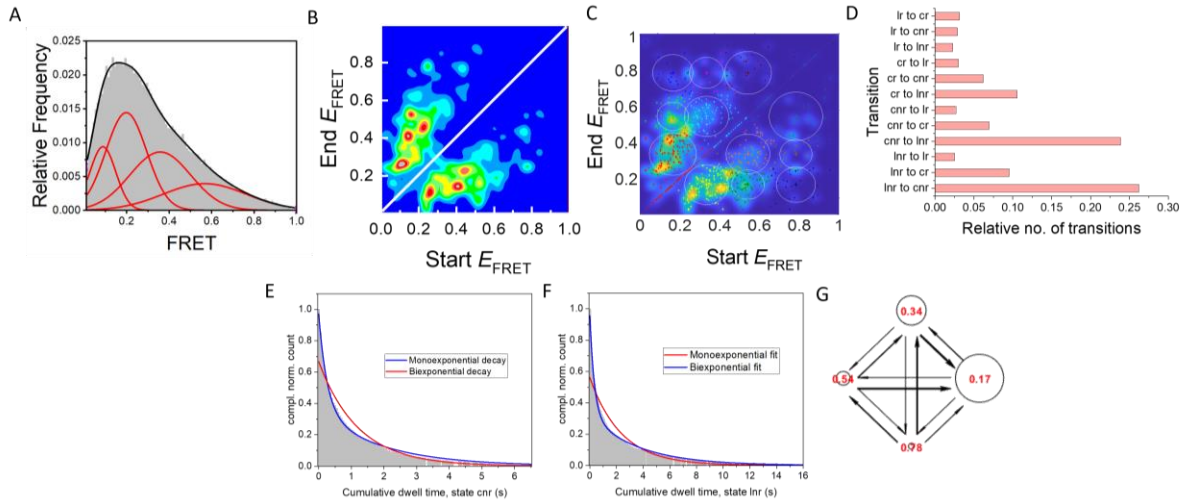 A
0.025
0.020
0.015
0.010
0.005
0.000
0.2
0.4
0.6
0.8
1.0
Relative Frequency
FRET
B
0.8
0.6
0.4
0.2
0
0
0.2
0.4
0.6
0.8
1.0
End E_FRET
Start E_FRET
C
1
0.8
0.6
0.4
0.2
0
0
0.2
0.4
0.6
0.8
1
End E_FRET
Start E_FRET
D
lr to cr
lr to cnr
lr to lnr
cr to lr
cr to cnr
cr to lnr
cnr to lr
cnr to cr
cnr to lnr
lnr to lr
lnr to cr
lnr to cnr
Transition
0.00
0.05
0.10
0.15
0.20
0.25
0.30
Relative no. of transitions
E
1.0
0.8
0.6
0.4
0.2
0.0
0
1
2
3
4
5
6
compl. norm. count
Monoexponential decay
Biexponential decay
Cumulative dwell time, state cnr (s)
F
1.0
0.8
0.6
0.4
0.2
0.0
0
2
4
6
8
10
12
14
16
compl. norm. count
Monoexponential fit
Biexponential fit
Cumulative dwell time, state lnr (s)
G
0.34
0.54
0.17
0.78